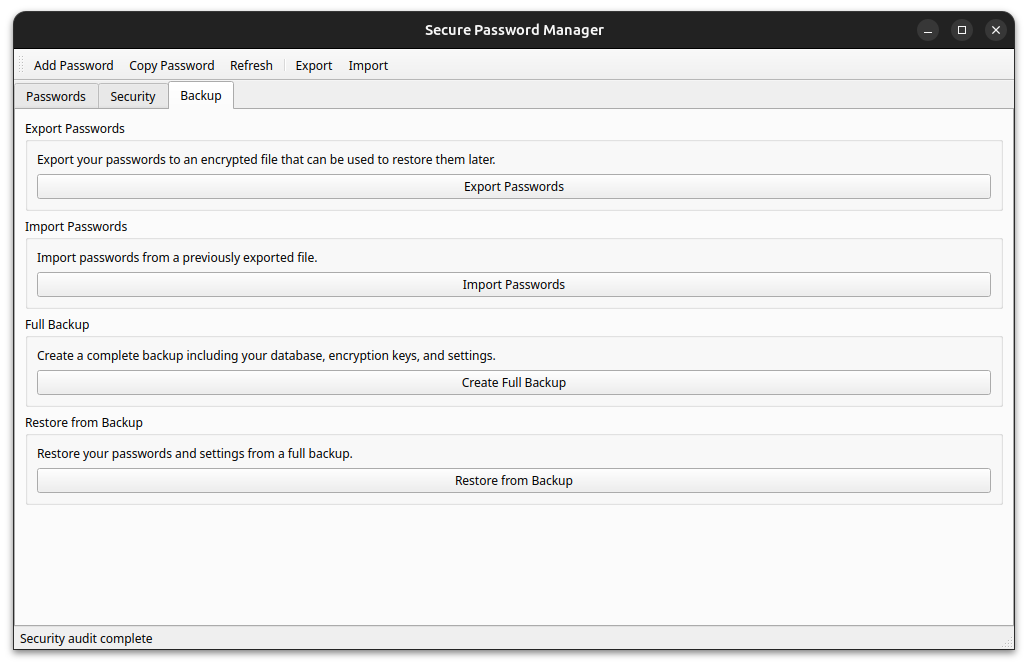 Secure Password Manager
Add Password Copy Password Refresh Export Import
Passwords Security Backup
Export Passwords
Export your passwords to an encrypted file that can be used to restore them later.
Export Passwords
Import Passwords
Import passwords from a previously exported file.
Import Passwords
Full Backup
Create a complete backup including your database, encryption keys, and settings.
Create Full Backup
Restore from Backup
Restore your passwords and settings from a full backup.
Restore from Backup
Security audit complete